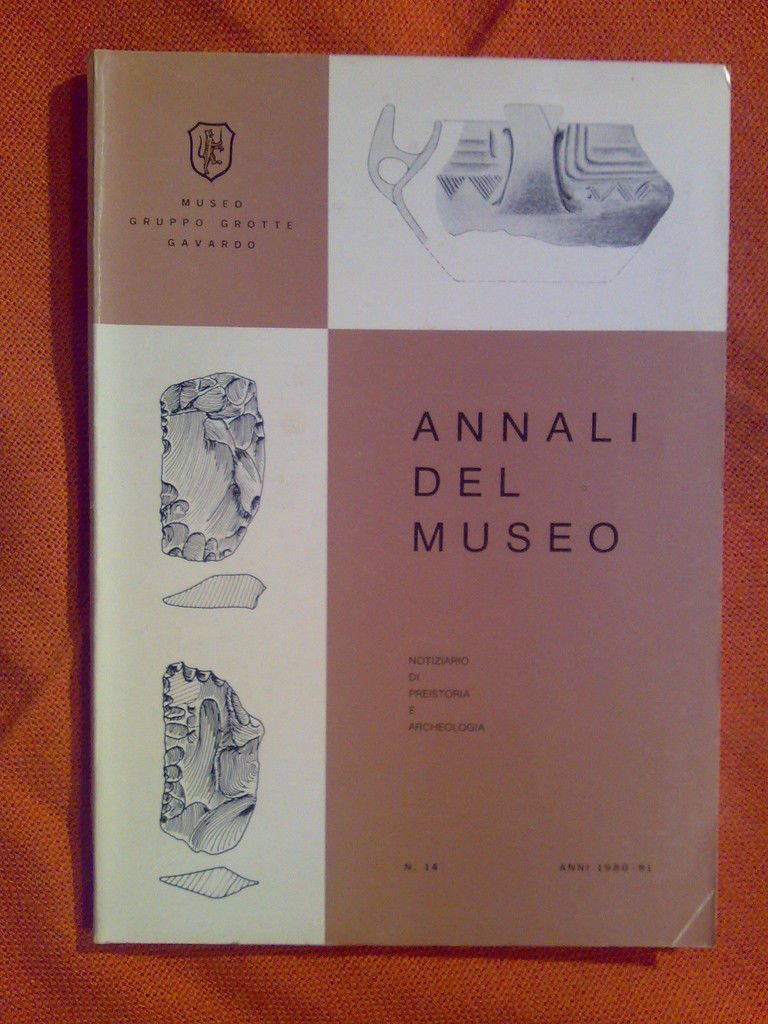 MUSEO
GRUPPO GROTTE
GAVARDO
ANNALI
DEL
MUSEO
NOTIZIARIO
DI
PREISTORIA
E
ARCHEOLOGIA
N. 14
ANNI 1980-81